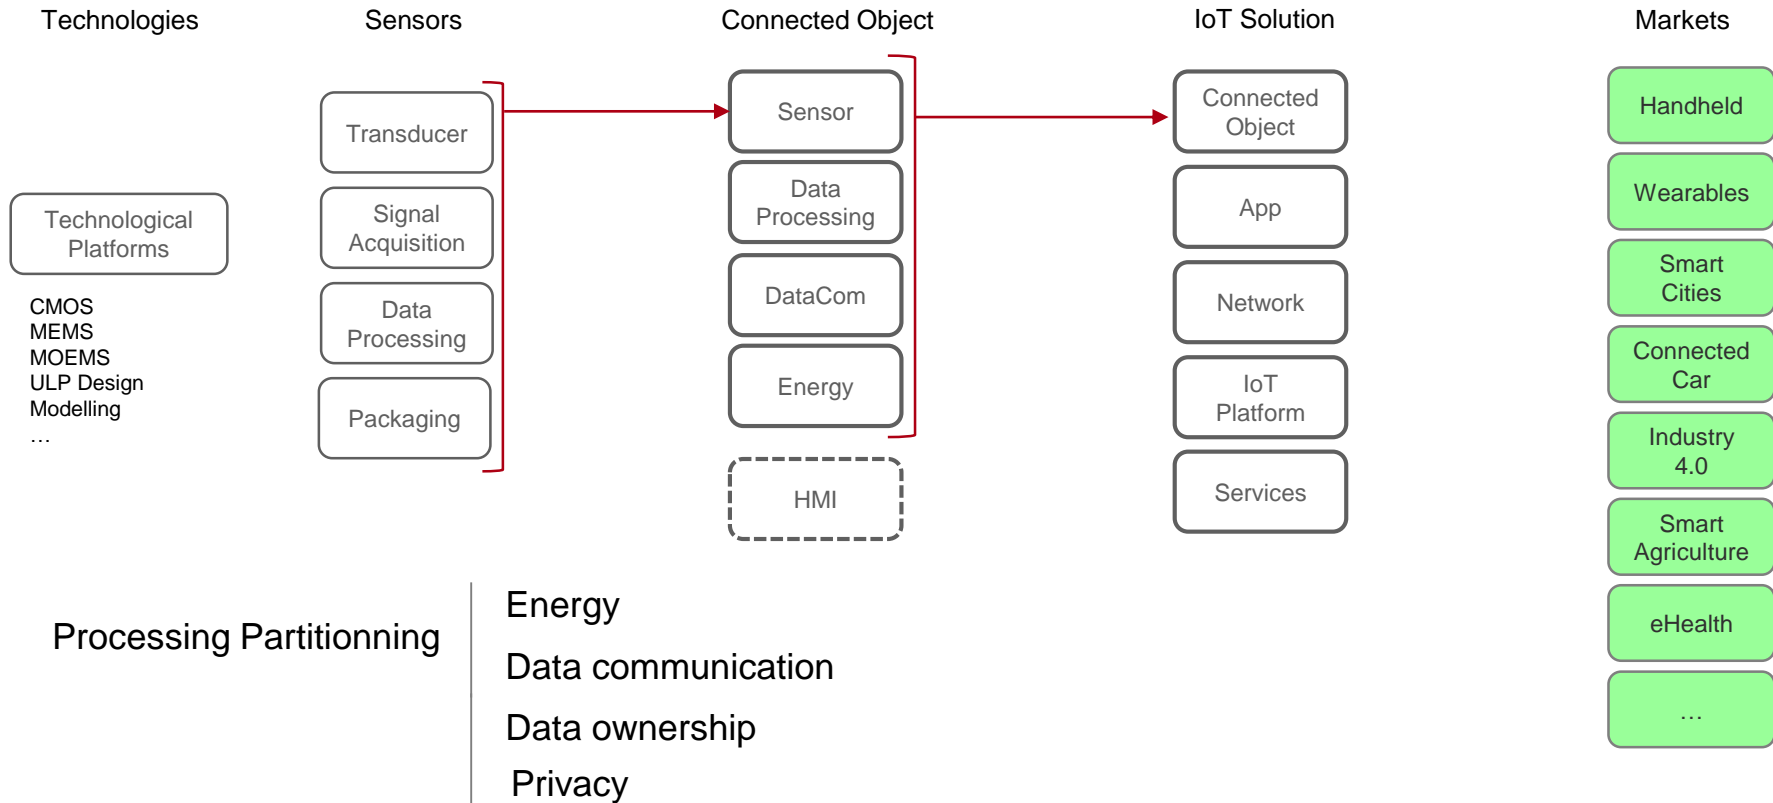 Technologies
Sensors
Connected Object
IoT Solution
Markets
Technological
Platforms
CMOS
MEMS
MOEMS
ULP Design
Modelling
…
Transducer
Signal
Acquisition
Data
Processing
Packaging
Sensor
Data
Processing
DataCom
Energy
HMI
Connected
Object
App
Network
IoT
Platform
Services
Handheld
Wearables
Smart
Cities
Connected
Car
Industry
4.0
Smart
Agriculture
eHealth
…
Processing Partitionning
Energy
Data communication
Data ownership
Privacy